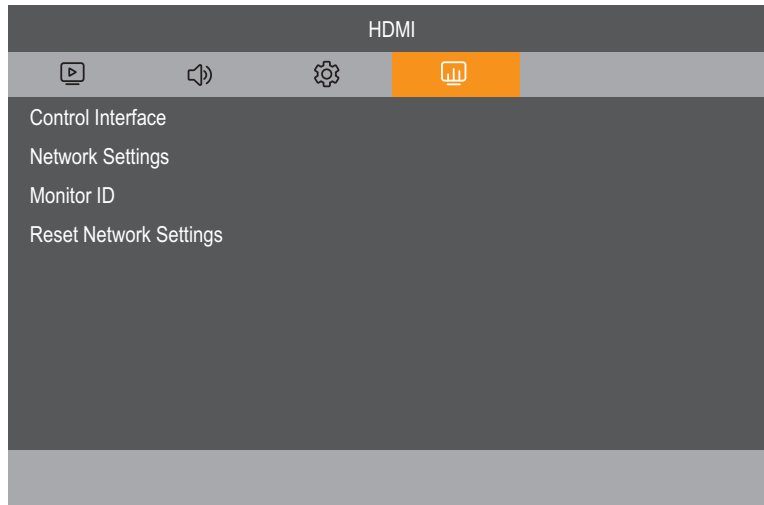 HDMI
Control Interface
Network Settings
Monitor ID
Reset Network Settings